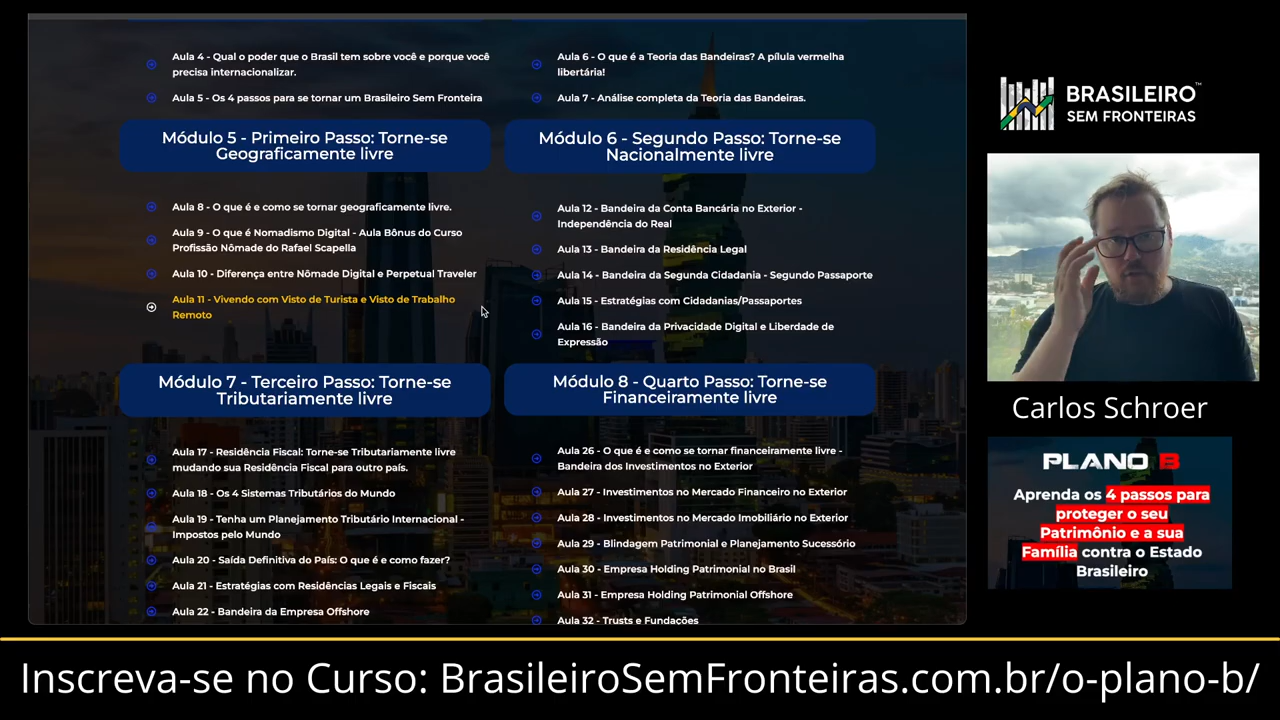 Aula 4 - Qual o poder que o Brasil tem sobre você e porque você
precisa internacionalizar.
Aula 5 - Os 4 passos para se tornar um Brasileiro Sem Fronteira
Aula 6 - O que é a Teoria das Bandeiras? A pílula vermelha
libertária!
Aula 7 - Análise completa da Teoria das Bandeiras.
Módulo 5 - Primeiro Passo: Torne-se
Geograficamente livre
Aula 8 - O que é e como se tornar geograficamente livre.
Aula 9 - O que é Nomadismo Digital - Aula Bônus do Curso
Profissão Nômade do Rafael Scapella
Aula 10 - Diferença entre Nômade Digital e Perpetual Traveler
Aula 11 - Vivendo com Visto de Turista e Visto de Trabalho
Remoto
Módulo 6 - Segundo Passo: Torne-se
Nacionalmente livre
Aula 12 - Bandeira da Conta Bancária no Exterior -
Independência do Real
Aula 13 - Bandeira da Residência Legal
Aula 14 - Bandeira da Segunda Cidadania - Segundo Passaporte
Aula 15 - Estratégias com Cidadanias/Passaportes
Aula 16 - Bandeira da Privacidade Digital e Liberdade de
Expressão
Módulo 7 - Terceiro Passo: Torne-se
Tributariamente livre
Aula 17 - Residência Fiscal: Torne-se Tributariamente livre
mudando sua Residência Fiscal para outro país.
Aula 18 - Os 4 Sistemas Tributários do Mundo
Aula 19 - Tenha um Planejamento Tributário Internacional -
Impostos pelo Mundo
Aula 20 - Saída Definitiva do País: O que é e como fazer?
Aula 21 - Estratégias com Residências Legais e Fiscais
Aula 22 - Bandeira da Empresa Offshore
Módulo 8 - Quarto Passo: Torne-se
Financeiramente livre
Aula 26 - O que é e como se tornar financeiramente livre -
Bandeira dos Investimentos no Exterior
Aula 27 - Investimentos no Mercado Financeiro no Exterior
Aula 28 - Investimentos no Mercado Imobiliário no Exterior
Aula 29 - Blindagem Patrimonial e Planejamento Sucessório
Aula 30 - Empresa Holding Patrimonial no Brasil
Aula 31 - Empresa Holding Patrimonial Offshore
Aula 32 - Trusts e Fundações
BRASILEIRO™
SEM FRONTEIRAS
Carlos Schroer
PLANO B
Aprenda os 4 passos para
proteger o seu
Patrimônio e a sua
Família contra o Estado
Brasileiro
Inscreva-se no Curso: BrasileiroSemFronteiras.com.br/o-plano-b/